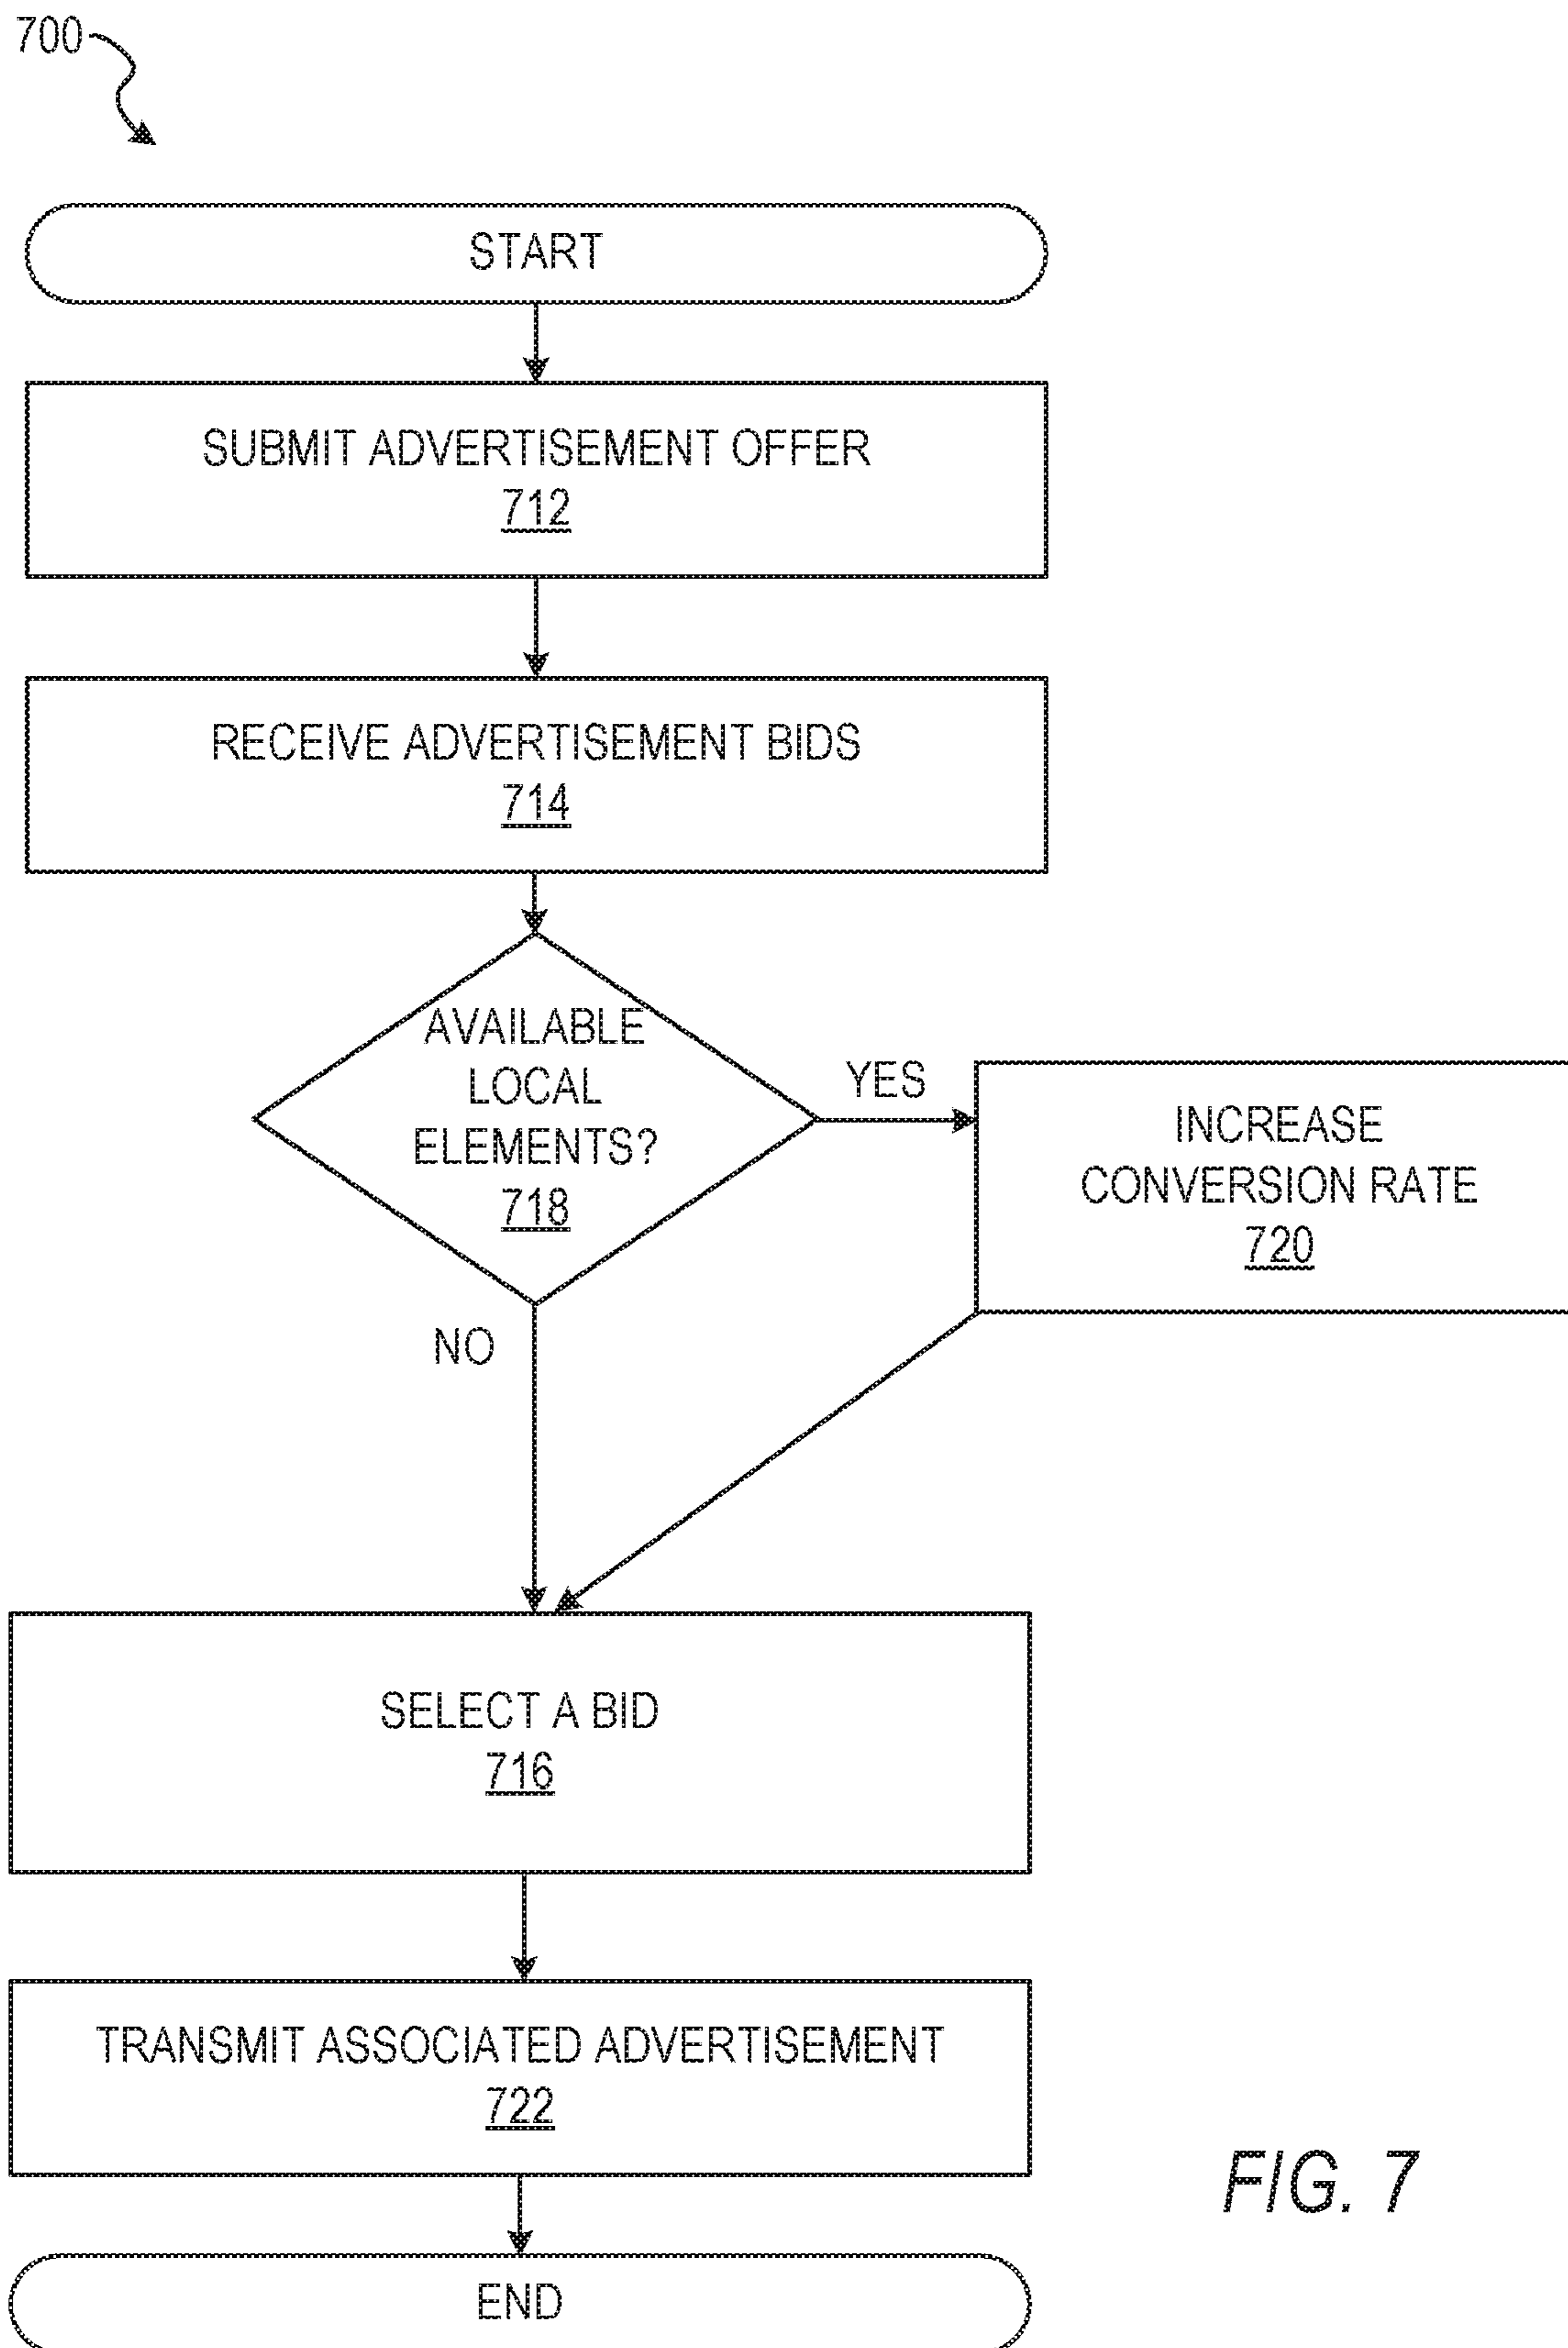 700
START
SUBMIT ADVERTISEMENT OFFER
712
RECEIVE ADVERTISEMENT BIDS
714
AVAILABLE
LOCAL
ELEMENTS?
718
YES
INCREASE
CONVERSION RATE
720
NO
SELECT A BID
716
TRANSMIT ASSOCIATED ADVERTISEMENT
722
FIG. 7
END